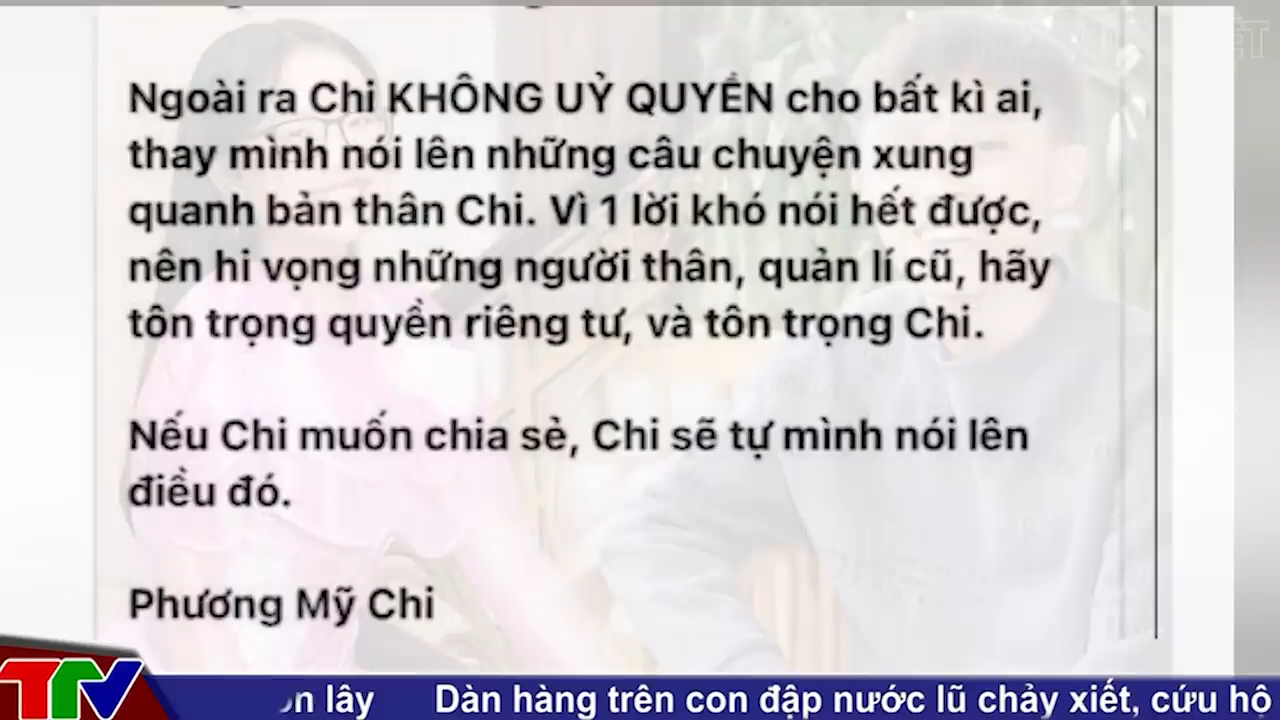 Ngoài ra Chi KHÔNG UỶ QUYỀN cho bất kì ai,
thay mình nói lên những câu chuyện xung
quanh bản thân Chi. Vì 1 lời khó nói hết được,
nên hi vọng những người thân, quản lí cũ, hãy
tôn trọng quyền riêng tư, và tôn trọng Chi.
Nếu Chi muốn chia sẻ, Chi sẽ tự mình nói lên
điều đó.
Phương Mỹ Chi
TTV
lây Dàn hàng trên con đập nước lũ chảy xiết, cứu hộ